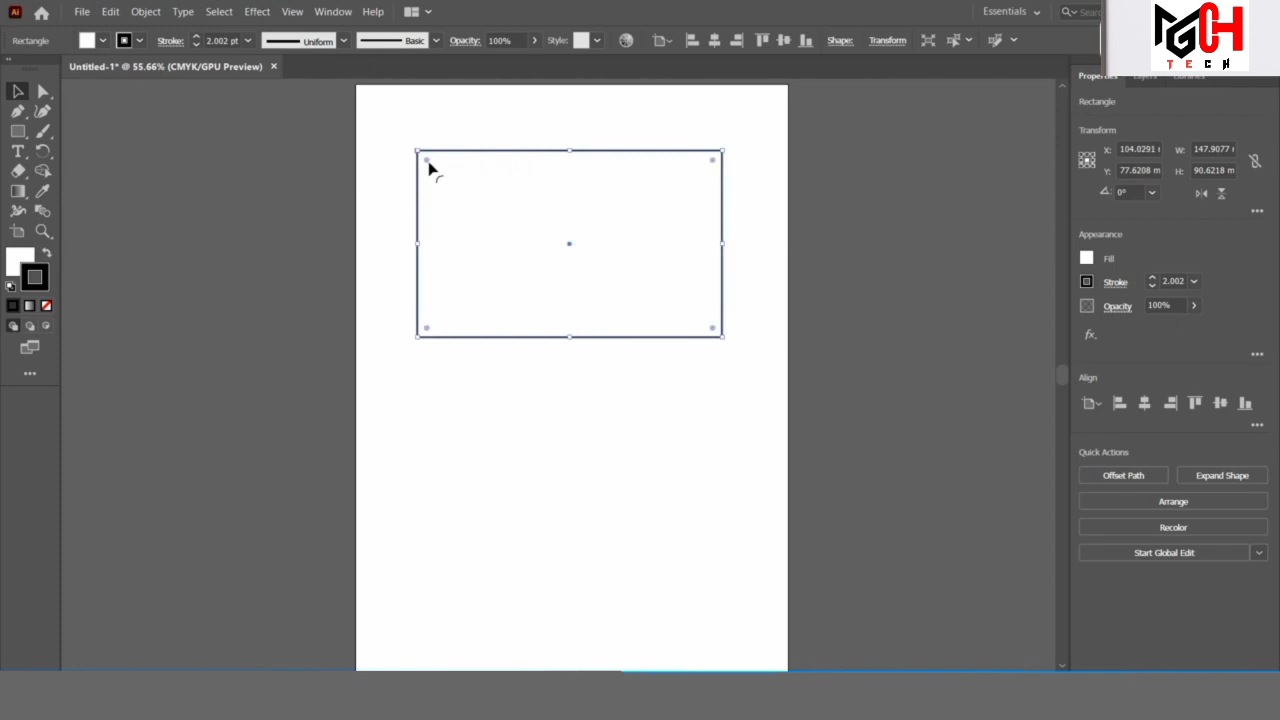 Ai File Edit Object Type Select Effect View Window Help Essentials
MGCH
TECH
Rectangle Stroke: 2.002 pt Uniform Basic Opacity: 100% Style: Shape: Transform
Untitled-1* @ 55.66% (CMYK/GPU Preview) ×
Properties Layers Libraries
Rectangle
Transform
X: 104.0291 W: 147.9077
Y: 77.6208 m H: 90.6218 m
0°
Appearance
Fill
Stroke 2.002
Opacity 100%
fx.
Align
Quick Actions
Offset Path Expand Shape
Arrange
Recolor
Start Global Edit